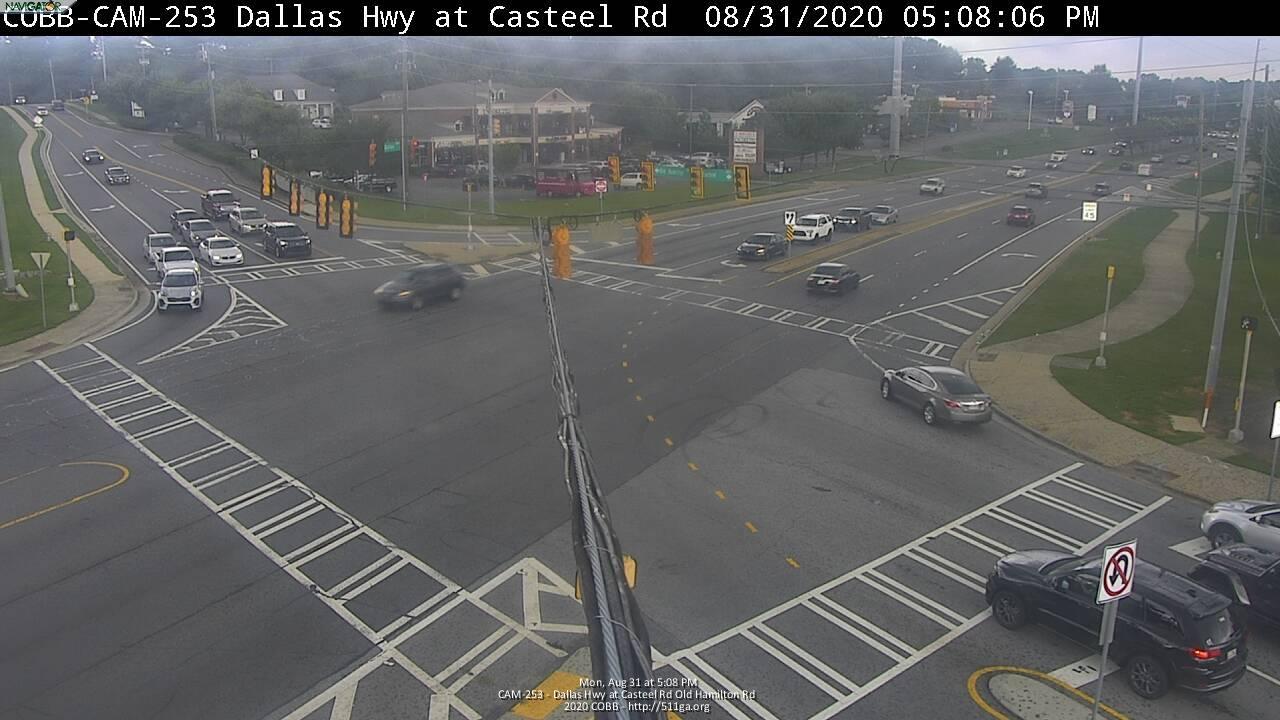 NAVIGATOR
COBB-CAM-253 Dallas Hwy at Casteel Rd 08/31/2020 05:08:06 PM
45
Mon, Aug 31 at 5:08 PM
CAM-253 - Dallas Hwy at Casteel Rd Old Hamilton Rd
2020 COBB - http://511ga.org